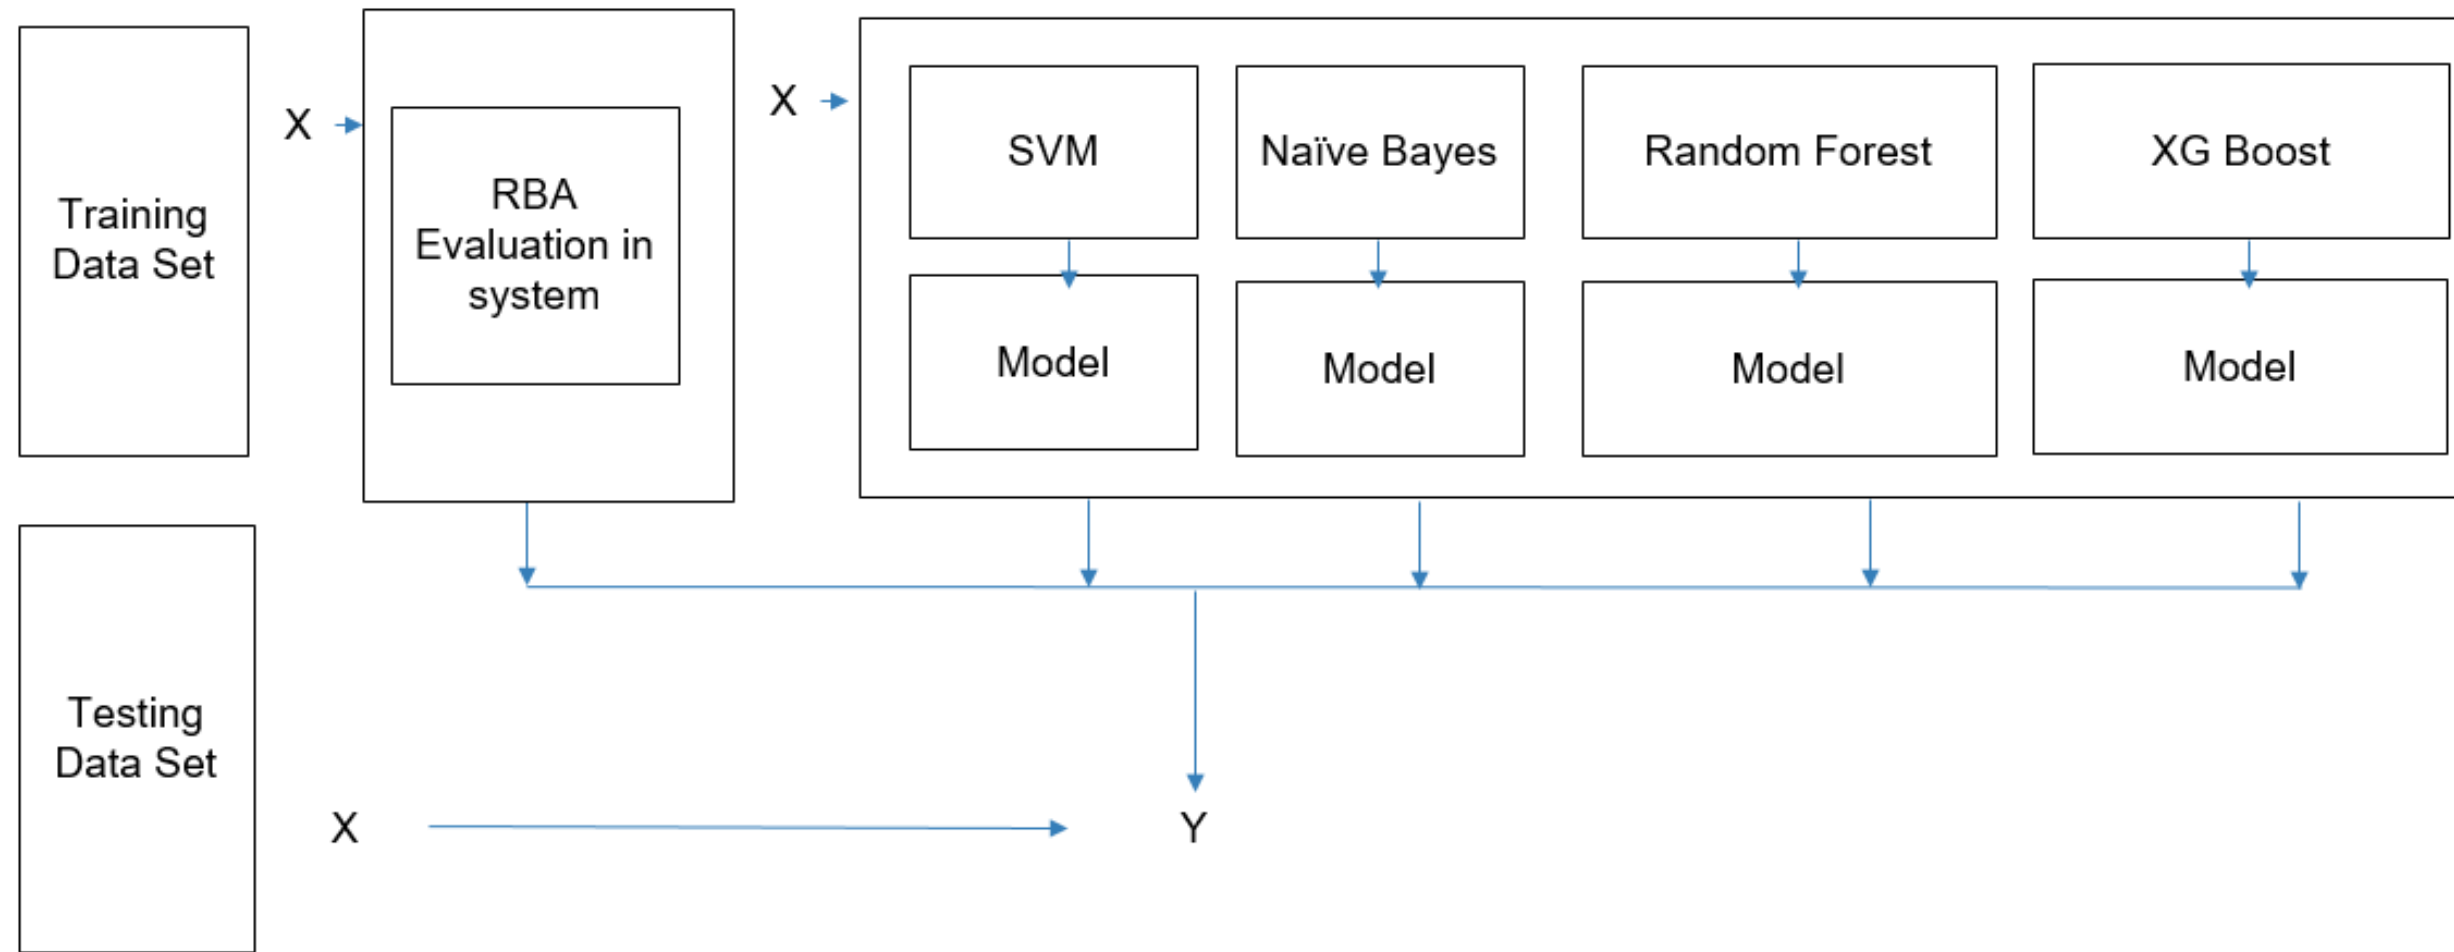 Training
Data Set
X
RBA
Evaluation in
system
X
SVM
Naïve Bayes
Random Forest
XG Boost
Model
Model
Model
Model
Testing
Data Set
X
Y